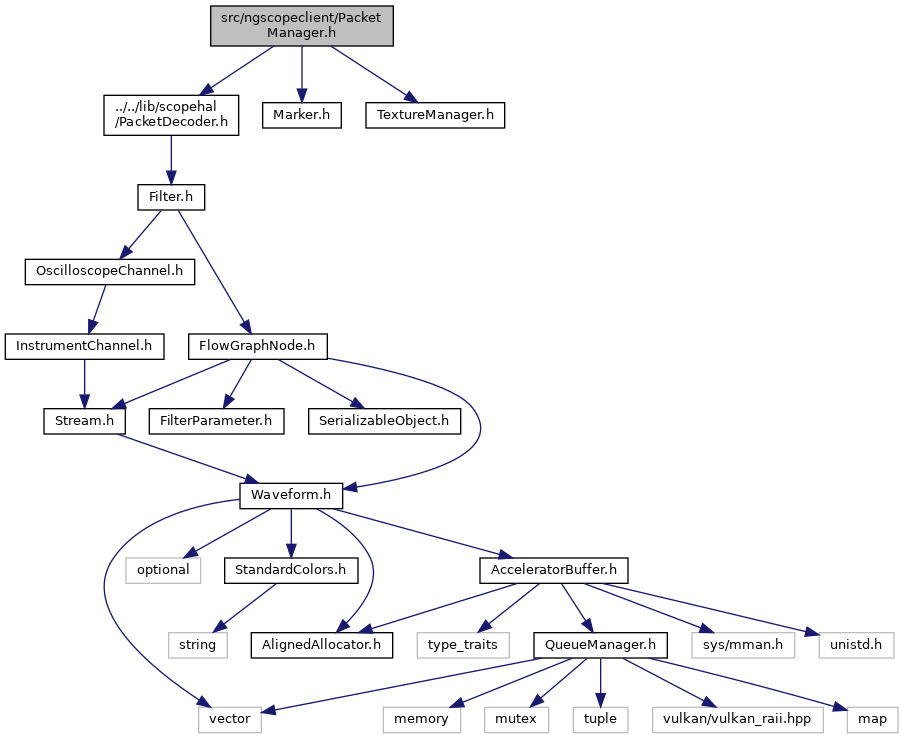 src/ngscopeclient/Packet
Manager.h
../../lib/scopehal
/PacketDecoder.h
Marker.h
TextureManager.h
Filter.h
OscilloscopeChannel.h
InstrumentChannel.h
FlowGraphNode.h
Stream.h
FilterParameter.h
SerializableObject.h
Waveform.h
optional
StandardColors.h
AcceleratorBuffer.h
string
AlignedAllocator.h
type_traits
QueueManager.h
sys/mman.h
unistd.h
vector
memory
mutex
tuple
vulkan/vulkan_raii.hpp
map